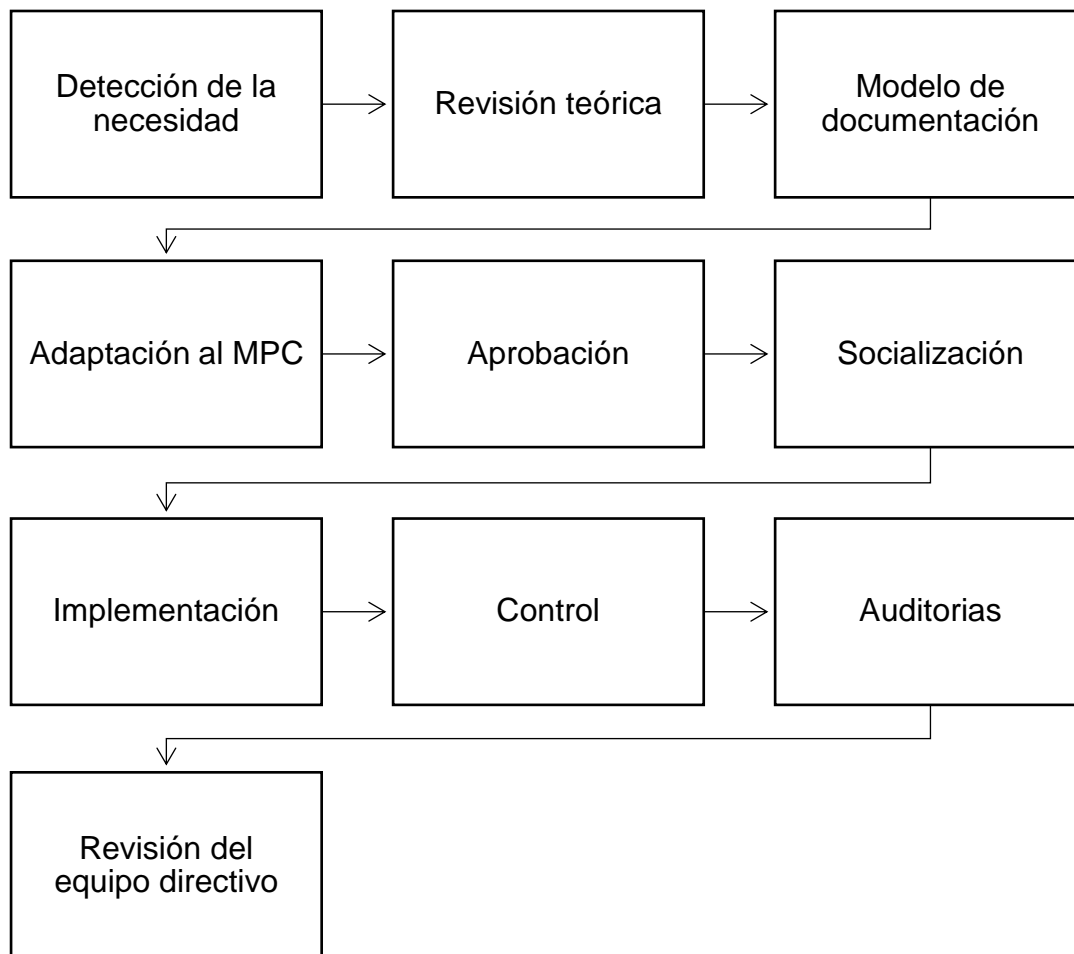 Detección de la
necesidad
Revisión teórica
Modelo de
documentación
Adaptación al MPC
Aprobación
Socialización
Implementación
Control
Auditorias
Revisión del
equipo directivo